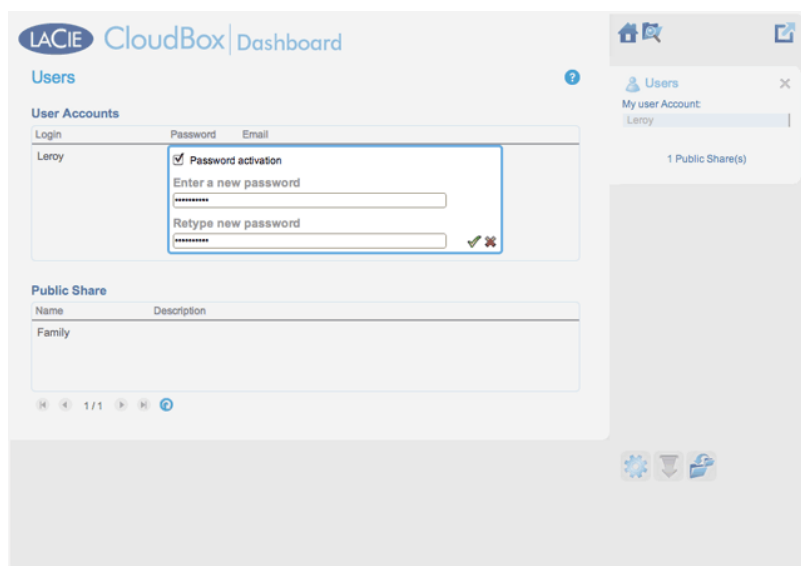 LACIE CloudBox Dashboard
Users
User Accounts
Login Password Email
Leroy
Password activation
Enter a new password
••••••••••
Retype new password
••••••••••
Public Share
Name Description
Family
1 / 1
Users
My user Account:
Leroy
1 Public Share(s)